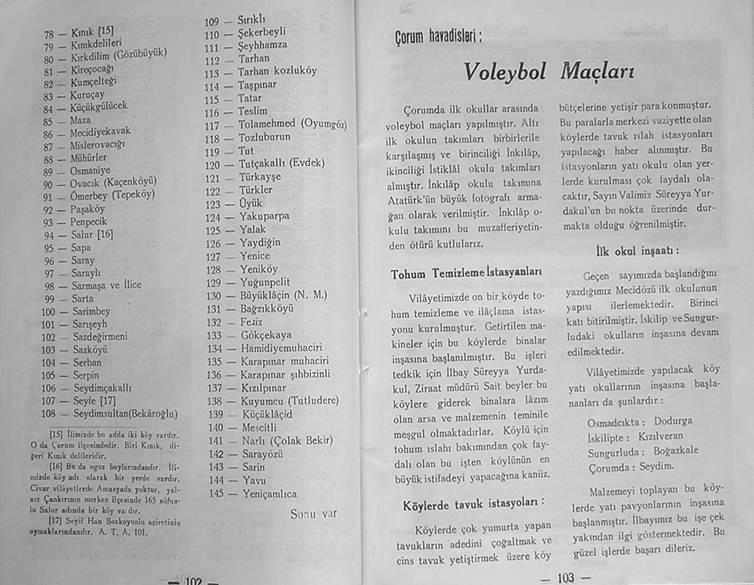 78 — Kınık [15]
79 — Kınıkdelileri
80 — Kırkdilim (Gözübüyük)
81 — Kireçocağı
82 — Kumçelteği
83 — Kuruçay
84 — Küçükgülücek
85 — Maza
86 — Mecidiyekavak
87 — Mislerovacığı
88 — Mühürler
89 — Osmaniye
90 — Ovacık (Kaçenköyü)
91 — Ömerbey (Tepeköy)
92 — Paşaköy
93 — Penpecik
94 — Salur [16]
95 — Sapa
96 — Saray
97 — Saraylı
98 — Sarmaşa ve Ilice
99 — Sarta
100 — Sarimbey
101 — Sarışeyh
102 — Sazdeğirmeni
103 — Sazköyü
104 — Serban
105 — Serpin
106 — Seydimçakallı
107 — Seyfe [17]
108 — Seydimsultan(Bekâroğlu)
[15] İlimizde bu adda iki köy vardır.
O da Çorum ilçesindedir. Biri Kınık, di-
ğeri Kınık delileridir.
[16] Bu da oguz boylarındandır. İli-
mizde köy adı olarak bir yerde vardır.
Civar vilâyetlerde Amasyada yoktur, yal-
nız Çankırının merkez ilçesinde 165 nüfus-
lu Salur adında bir köy vardır.
[17] Seyif Han Bozkoyunlu aşiretinin
oymaklarındandır. A. T. A, 101.
— 102 —
109 — Sırıklı
110 — Şekerbeyli
111 — Şeyhhamza
112 — Tarhan
113 — Tarhan kozluköy
114 — Taşpınar
115 — Tatar
116 — Teslim
117 — Tolamehmed (Oyumgöz)
118 — Tozluburun
119 — Tut
120 — Tutçakallı (Evdek)
121 — Türkayşe
122 — Türkler
123 — Üyük
124 — Yakuparpa
125 — Yalak
126 — Yaydiğin
127 — Yenice
128 — Yeniköy
129 — Yuğunpelit
130 — Büyüklâçin (N. M.)
131 — Bağzıkköyü
132 — Feziz
133 — Gökçekaya
134 — Hamidiyemuhaciri
135 — Karapınar muhaciri
136 — Karapınar şihbizinli
137 — Kızılpınar
138 — Kuyumcu (Tutludere)
139 — Küçüklâçid
140 — Mescitli
141 — Narlı (Çolak Bekir)
142 — Sarayözü
143 — Sarin
144 — Yavu
145 — Yeniçamlıca
Sonu var
Çorum havadisleri :
Voleybol Maçları
Çorumda ilk okullar arasında
voleybol maçları yapılmıştır. Altı
ilk okulun takımları birbirlerile
karşılaşmış ve birinciliği İnkılâp,
ikinciliği İstiklâl okulu takımları
almıştır. İnkılâp okulu takımına
Atatürk'ün büyük fotografı arma-
ğan olarak verilmiştir. İnkılâp o-
kulu takımını bu muzafferiyetin-
den ötürü kutlularız.
Tohum Temizleme İstasyanları
Vilâyetimizde on bir köyde to-
hum temizleme ve ilâçlama istas-
yonu kurulmuştur. Getirtilen ma-
kineler için bu köylerde binalar
inşasına başlanılmıştır. Bu işleri
tedkik için İlbay Süreyya Yurda-
kul, Ziraat müdürü Sait beyler bu
köylere giderek binalara lâzım
olan arsa ve malzemenin teminile
meşgul olmaktadırlar. Köylü için
tohum ıslahı bakımından çok fay-
dalı olan bu işten köylünün en
büyük istifadeyi yapacağına kaniiz.
Köylerde tavuk istasyoları :
Köylerde çok yumurta yapan
tavukların adedini çoğaltmak ve
cins tavuk yetiştirmek üzere köy
bütçelerine yetişir para konmuştur.
Bu paralarla merkezi vaziyette olan
köylerde tavuk ıslah istasyonları
yapılacağı haber alınmıştır. Bu
istasyonların yatı okulu olan yer-
lerde kurulması çok faydalı ola-
caktır, Sayın Valimiz Süreyya Yur-
dakul'un bu nokta üzerinde dur-
makta olduğu öğrenilmiştir.
İlk okul inşaatı :
Geçen sayımızda başlandığını
yazdığımız Mecidözü ilk okulunun
yapısı ilerlemektedir. Birinci
katı bitirilmiştir. İskilip ve Sungur-
ludaki okulların inşasına devam
edilmektedir.
Vilâyetimizde yapılacak köy
yatı okullarının inşasına başla-
nanları da şunlardır :
Osmadcıkta : Dodurga
İskilipte : Kızılveran
Sungurluda : Boğazkale
Çorumda : Seydim.
Malzemeyi toplayan bu köy-
lerde yatı pavyonlarının inşasına
başlanmıştır. İlbayımız bu işe çek
yakından ilgi göstermektedir. Bu
güzel işlerde başarı dileriz.
— 103 —